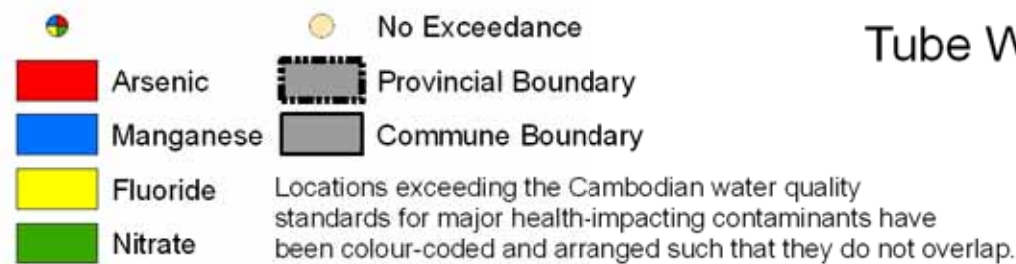 No Exceedance
Tube W
Arsenic
Provincial Boundary
Manganese
Commune Boundary
Fluoride
Nitrate
Locations exceeding the Cambodian water quality
standards for major health-impacting contaminants have
been colour-coded and arranged such that they do not overlap.